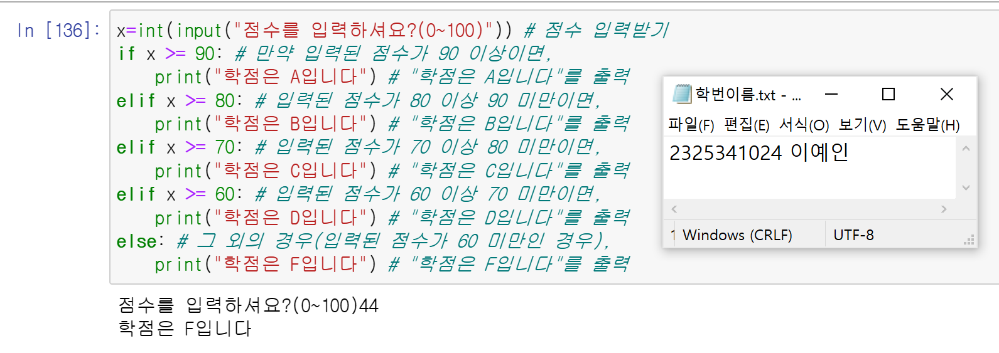 In [136]:
x=int(input("점수를 입력하셔요?(0~100)")) # 점수 입력받기
if x >= 90: # 만약 입력된 점수가 90 이상이면,
    print("학점은 A입니다") # "학점은 A입니다"를 출력
elif x >= 80: # 입력된 점수가 80 이상 90 미만이면,
    print("학점은 B입니다") # "학점은 B입니다"를 출력
elif x >= 70: # 입력된 점수가 70 이상 80 미만이면,
    print("학점은 C입니다") # "학점은 C입니다"를 출력
elif x >= 60: # 입력된 점수가 60 이상 70 미만이면,
    print("학점은 D입니다") # "학점은 D입니다"를 출력
else: # 그 외의 경우(입력된 점수가 60 미만인 경우),
    print("학점은 F입니다") # "학점은 F입니다"를 출력
점수를 입력하셔요?(0~100)44
학점은 F입니다
학번이름.txt - ...
파일(F) 편집(E) 서식(O) 보기(V) 도움말(H)
2325341024 이예인
Windows (CRLF) UTF-8